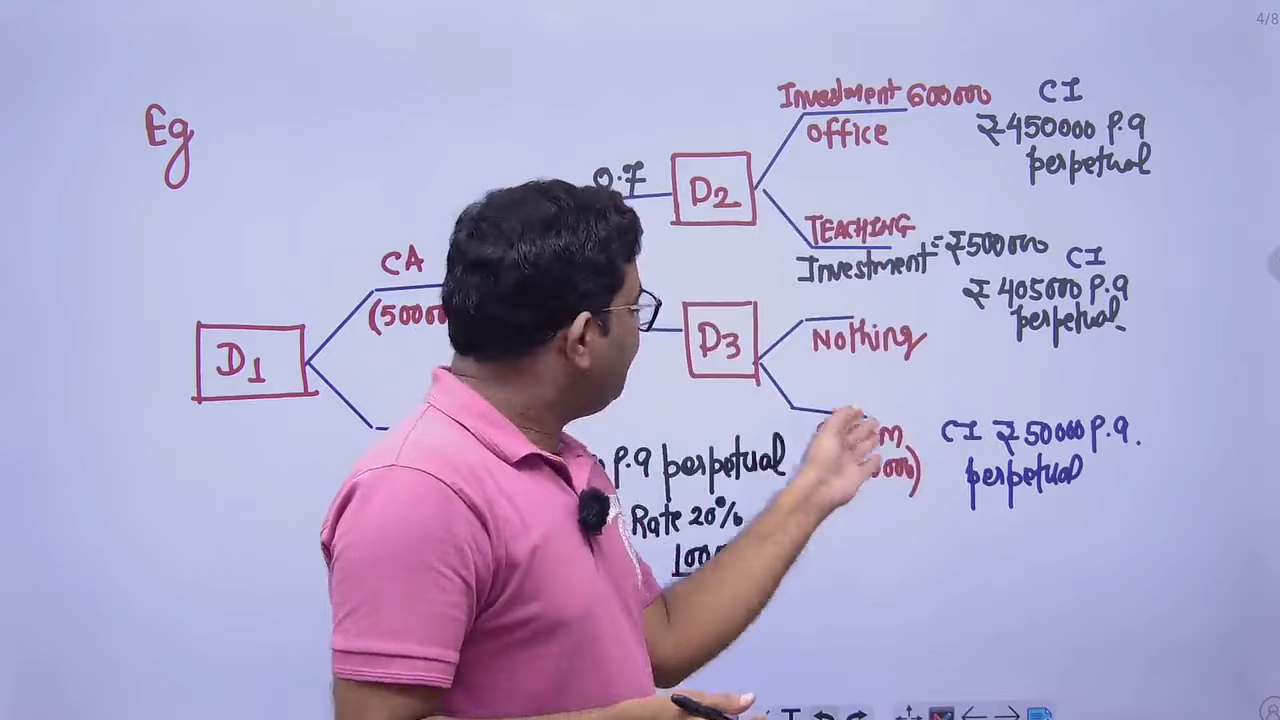 4/8
Eg
Investment 600000
Office
CI
₹450000 P.a
perpetual
0.7
D2
TEACHING
Investment = ₹500000
CI
₹405000 P.a
perpetual
CA
D1
D3
Nothing
CI ₹50000 P.a.
perpetual
P.a perpetual
Rate 20%